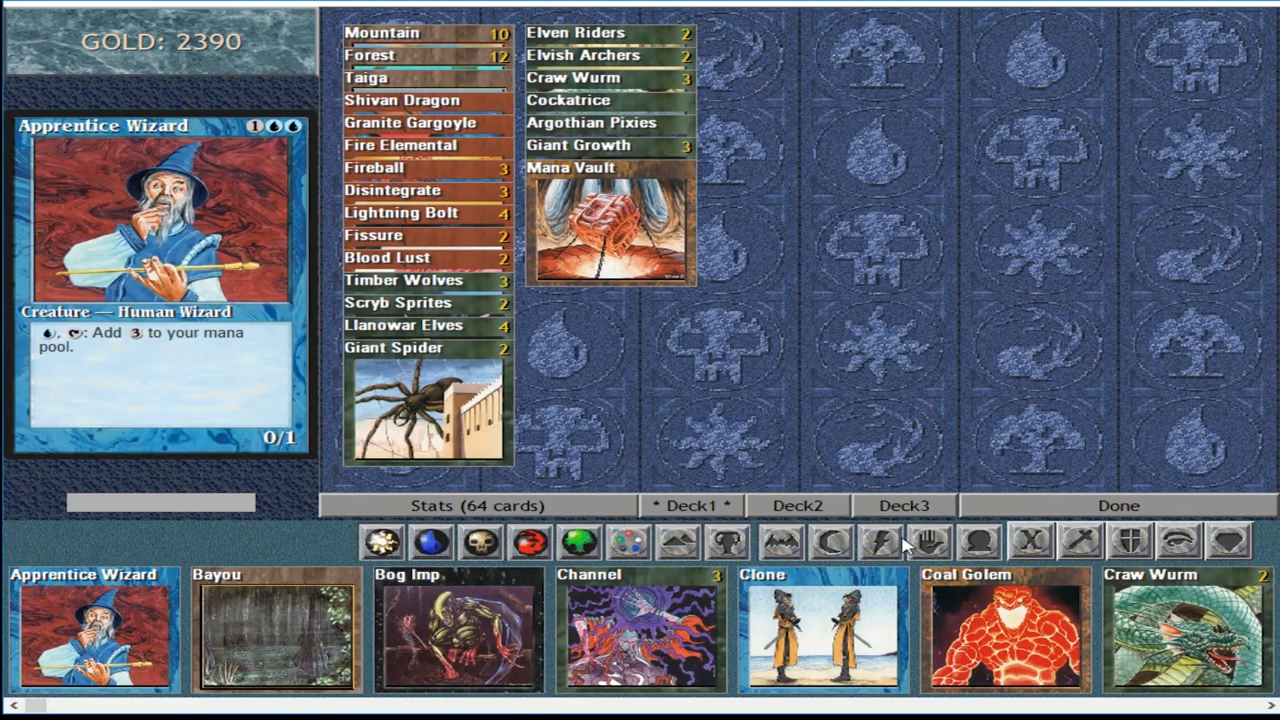 GOLD: 2390
Apprentice Wizard 1
Creature — Human Wizard
, : Add 3 to your mana
pool.
0/1
Mountain 10
Forest 12
Taiga
Shivan Dragon
Granite Gargoyle
Fire Elemental
Fireball 3
Disintegrate 3
Lightning Bolt 4
Fissure 2
Blood Lust 2
Timber Wolves 3
Scryb Sprites 2
Llanowar Elves 4
Giant Spider 2
Elven Riders 2
Elvish Archers 2
Craw Wurm 3
Cockatrice
Argothian Pixies
Giant Growth 3
Mana Vault
Stats (64 cards) * Deck1 * Deck2 Deck3 Done
X
Apprentice Wizard Bayou Bog Imp Channel 3 Clone Coal Golem Craw Wurm 2